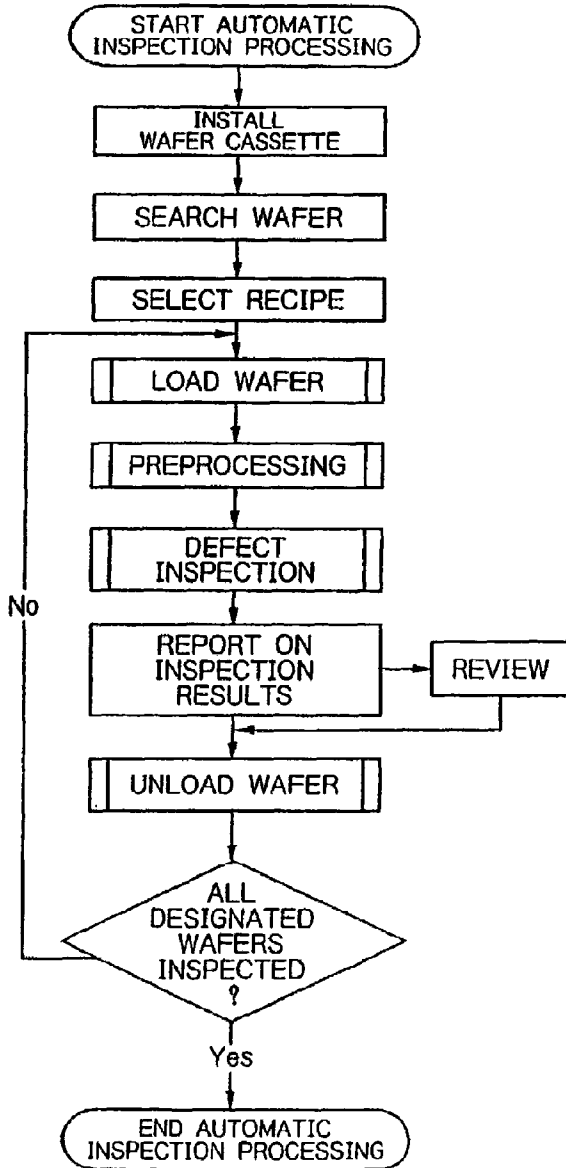 START AUTOMATIC
INSPECTION PROCESSING
INSTALL
WAFER CASSETTE
SEARCH WAFER
SELECT RECIPE
LOAD WAFER
PREPROCESSING
DEFECT
INSPECTION
No
REPORT ON
INSPECTION
RESULTS
REVIEW
UNLOAD WAFER
ALL
DESIGNATED
WAFERS
INSPECTED
?
Yes
END AUTOMATIC
INSPECTION PROCESSING